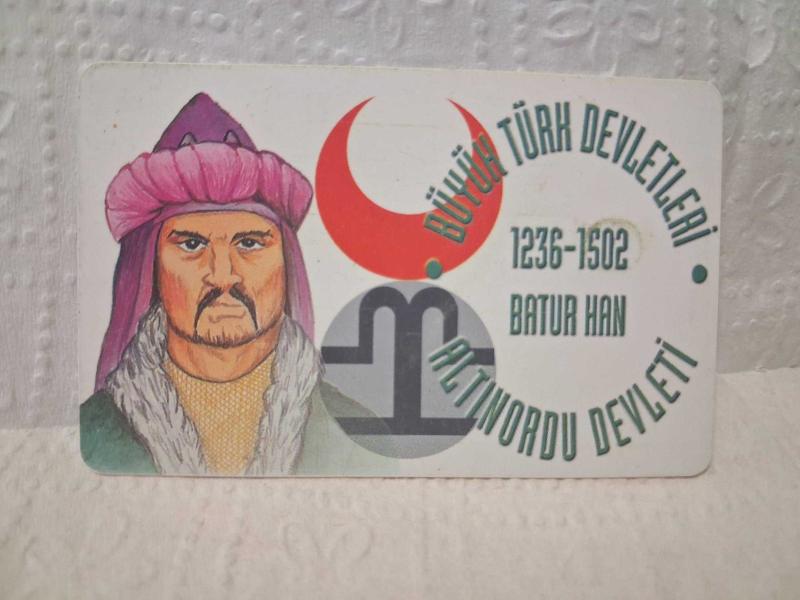 BÜYÜK TÜRK DEVLETLERİ
1236-1502
BATUR HAN
ALTINORDU DEVLETİ